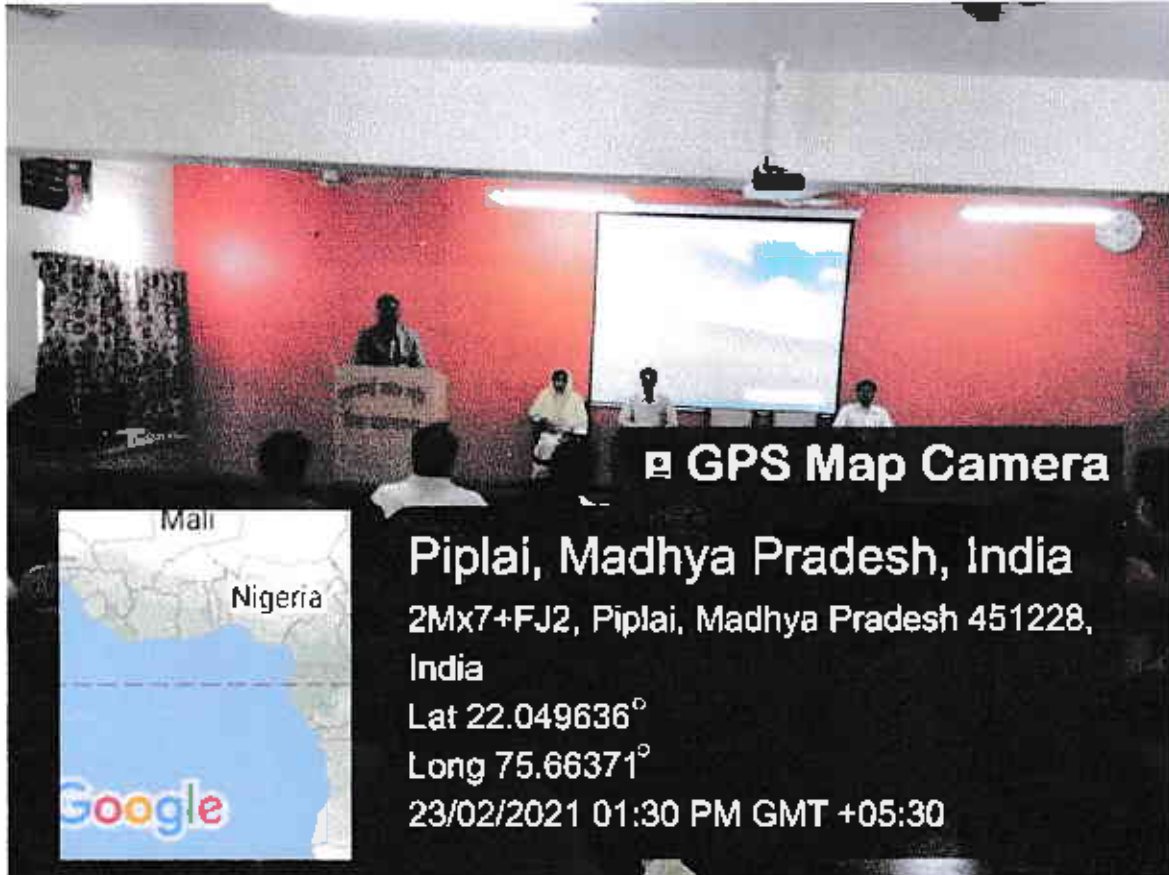 GPS Map Camera
Mali
Nigeria
Google
Piplai, Madhya Pradesh, India
2Mx7+FJ2, Piplai, Madhya Pradesh 451228,
India
Lat 22.049636°
Long 75.66371°
23/02/2021 01:30 PM GMT +05:30